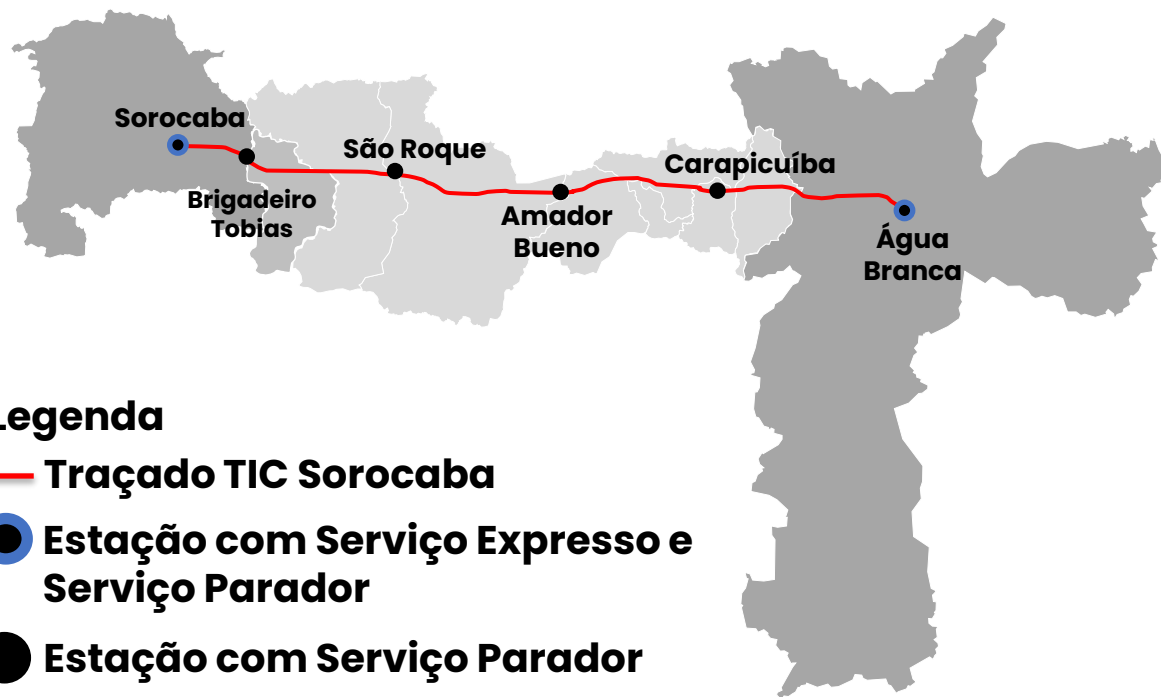 Sorocaba
São Roque
Carapicuíba
Brigadeiro
Tobias
Amador
Bueno
Água
Branca
Legenda
Traçado TIC Sorocaba
Estação com Serviço Expresso e
Serviço Parador
Estação com Serviço Parador